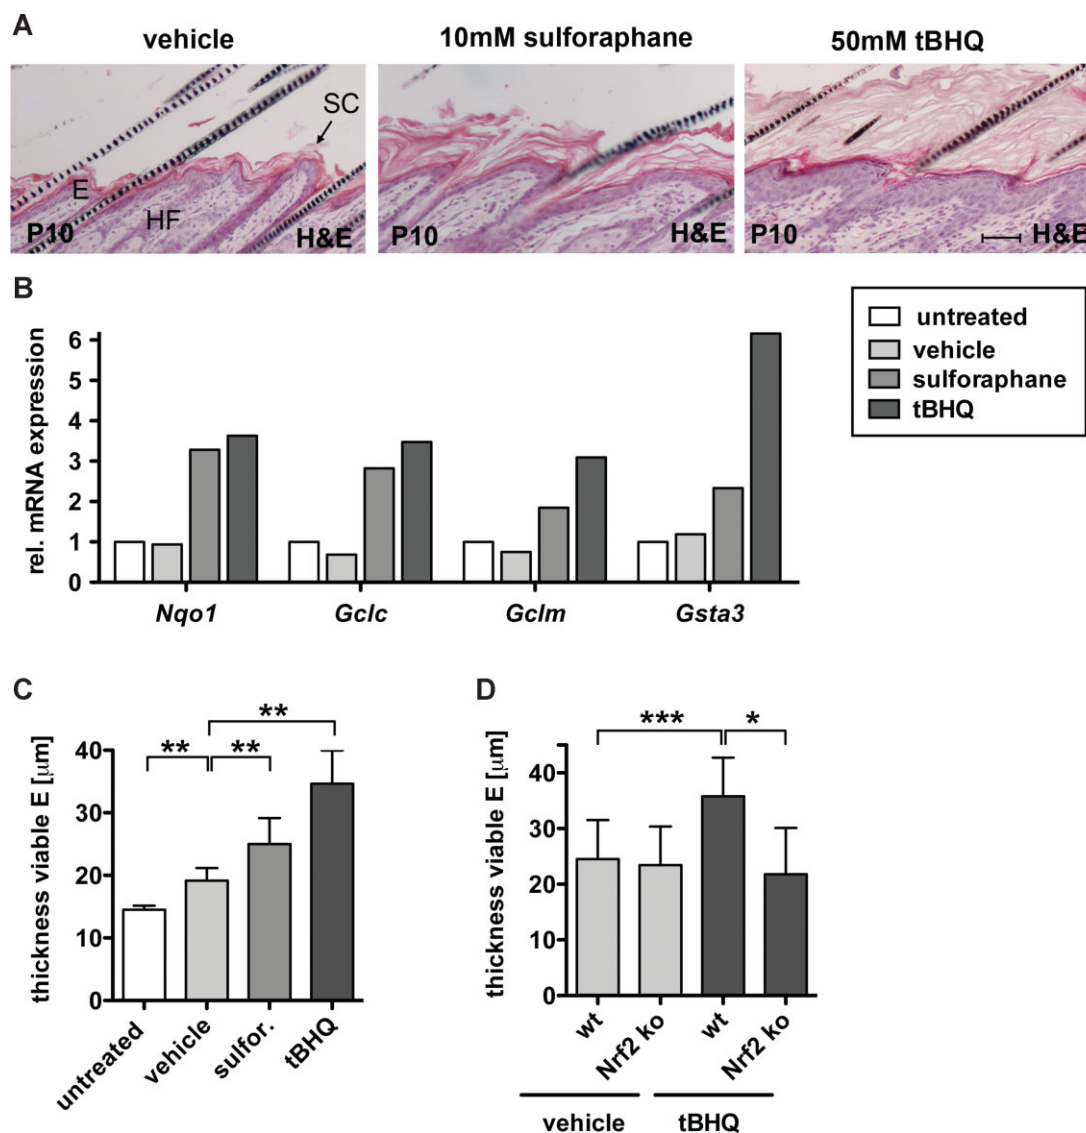 A
vehicle
10mM sulforaphane
50mM tBHQ
SC
E
HF
P10
H&E
P10
H&E
P10
H&E
B
rel. mRNA expression
6
5
4
3
2
1
0
Nqo1
Gclc
Gclm
Gsta3
untreated
vehicle
sulforaphane
tBHQ
C
thickness viable E [µm]
40
30
20
10
0
**
**
**
untreated
vehicle
sulfor.
tBHQ
D
thickness viable E [µm]
40
30
20
10
0
***
*
wt
Nrf2 ko
wt
Nrf2 ko
vehicle
tBHQ